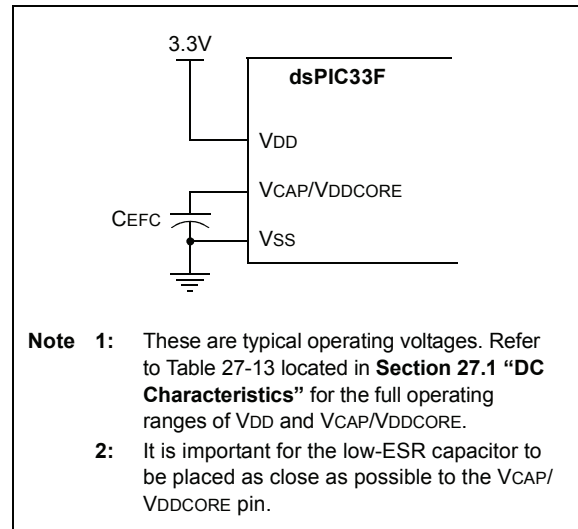 3.3V
dsPIC33F
VDD
VCAP/VDDCORE
CEFC
VSS
Note 1: These are typical operating voltages. Refer
to Table 27-13 located in Section 27.1 “DC
Characteristics” for the full operating
ranges of VDD and VCAP/VDDCORE.
2: It is important for the low-ESR capacitor to
be placed as close as possible to the VCAP/
VDDCORE pin.